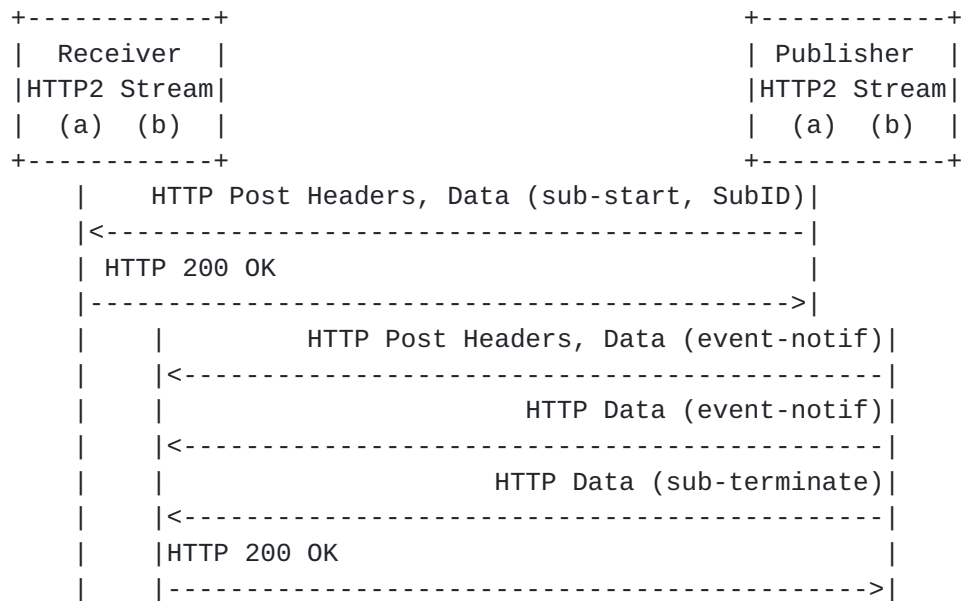 +------------+                                 +------------+
|  Receiver  |                                 | Publisher  |
|HTTP2 Stream|                                 |HTTP2 Stream|
|  (a)  (b)  |                                 |  (a)  (b)  |
+------------+                                 +------------+
    |    HTTP Post Headers, Data (sub-start, SubID)|
    |<---------------------------------------------|
    | HTTP 200 OK                                  |
    |--------------------------------------------->|
    |    |         HTTP Post Headers, Data (event-notif)|
    |    |<---------------------------------------------|
    |    |                       HTTP Data (event-notif)|
    |    |<---------------------------------------------|
    |    |                     HTTP Data (sub-terminate)|
    |    |<---------------------------------------------|
    |    |HTTP 200 OK                                   |
    |    |--------------------------------------------->|